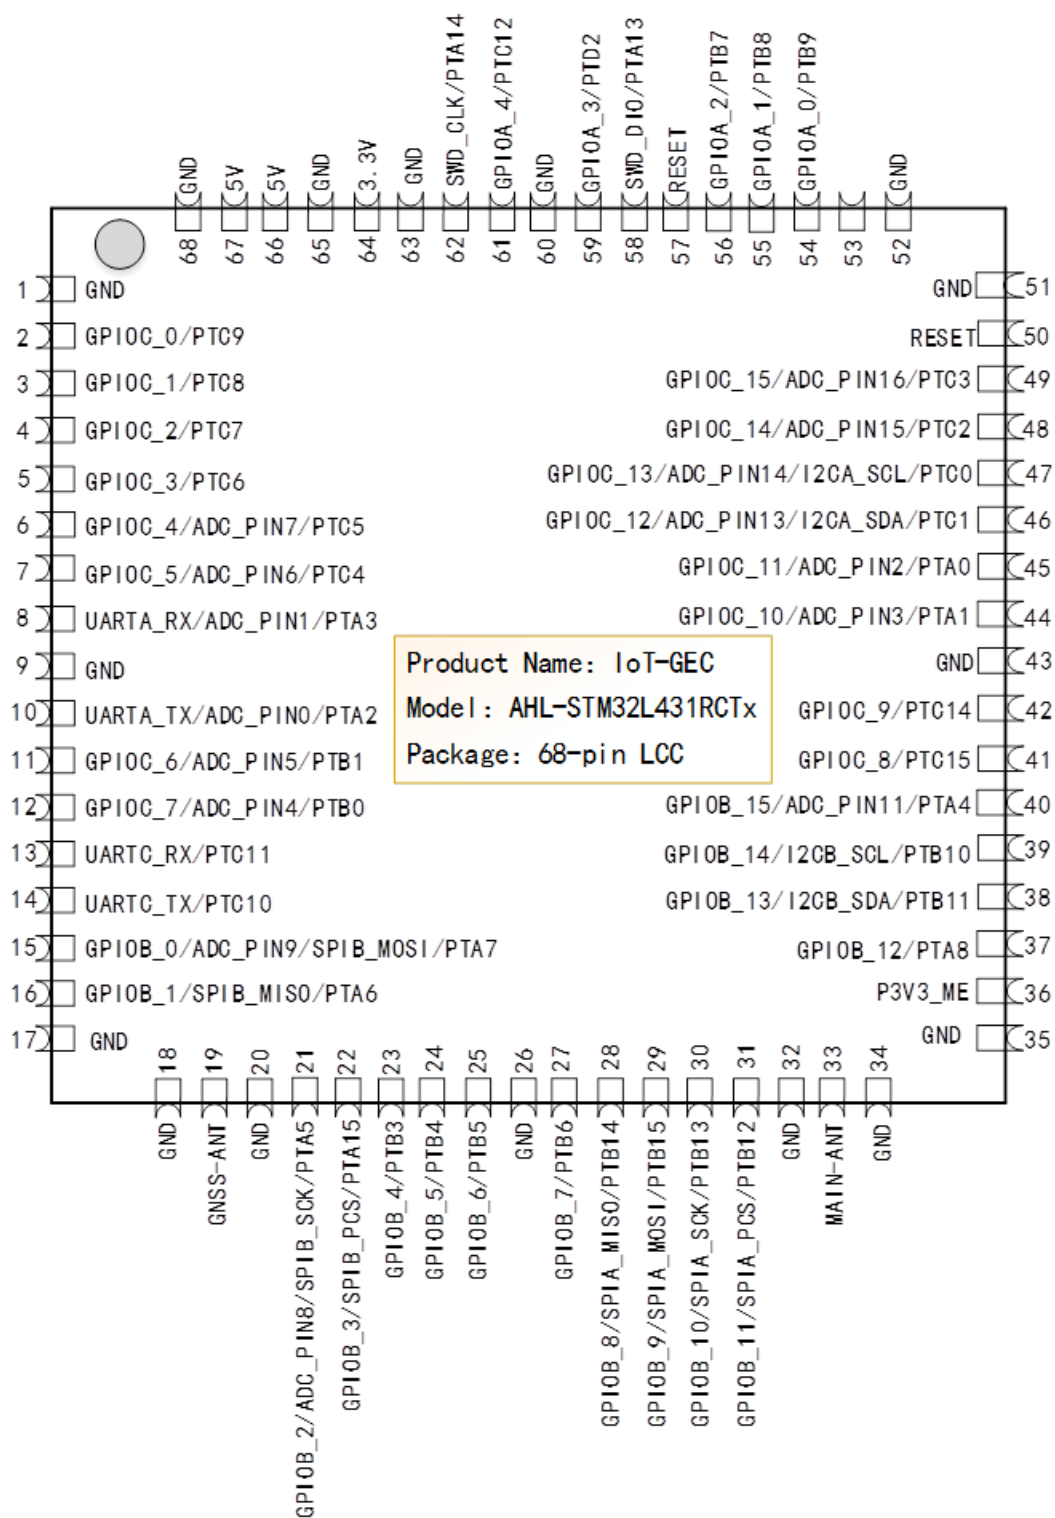 GND
5V
5V
GND
3.3V
GND
SWD_CLK/PTA14
GPIOA_4/PTC12
GND
GPIOA_3/PTD2
SWD_DIO/PTA13
RESET
GPIOA_2/PTB7
GPIOA_1/PTB8
GPIOA_0/PTB9
GND
68 67 66 65 64 63 62 61 60 59 58 57 56 55 54 53 52
1 GND
2 GPIOC_0/PTC9
3 GPIOC_1/PTC8
4 GPIOC_2/PTC7
5 GPIOC_3/PTC6
6 GPIOC_4/ADC_PIN7/PTC5
7 GPIOC_5/ADC_PIN6/PTC4
8 UARTA_RX/ADC_PIN1/PTA3
9 GND
10 UARTA_TX/ADC_PIN0/PTA2
11 GPIOC_6/ADC_PIN5/PTB1
12 GPIOC_7/ADC_PIN4/PTB0
13 UARTC_RX/PTC11
14 UARTC_TX/PTC10
15 GPIOB_0/ADC_PIN9/SPIB_MOSI/PTA7
16 GPIOB_1/SPIB_MISO/PTA6
17 GND
Product Name: IoT-GEC
Model: AHL-STM32L431RCTx
Package: 68-pin LCC
GND 51
RESET 50
GPIOC_15/ADC_PIN16/PTC3 49
GPIOC_14/ADC_PIN15/PTC2 48
GPIOC_13/ADC_PIN14/I2CA_SCL/PTC0 47
GPIOC_12/ADC_PIN13/I2CA_SDA/PTC1 46
GPIOC_11/ADC_PIN2/PTA0 45
GPIOC_10/ADC_PIN3/PTA1 44
GND 43
GPIOC_9/PTC14 42
GPIOC_8/PTC15 41
GPIOB_15/ADC_PIN11/PTA4 40
GPIOB_14/I2CB_SCL/PTB10 39
GPIOB_13/I2CB_SDA/PTB11 38
GPIOB_12/PTA8 37
P3V3_ME 36
GND 35
18 19 20 21 22 23 24 25 26 27 28 29 30 31 32 33 34
GND
GNSS-ANT
GND
GPIOB_2/ADC_PIN8/SPIB_SCK/PTA5
GPIOB_3/SPIB_PCS/PTA15
GPIOB_4/PTB3
GPIOB_5/PTB4
GPIOB_6/PTB5
GND
GPIOB_7/PTB6
GPIOB_8/SPIA_MISO/PTB14
GPIOB_9/SPIA_MOSI/PTB15
GPIOB_10/SPIA_SCK/PTB13
GPIOB_11/SPIA_PCS/PTB12
GND
MAIN-ANT
GND